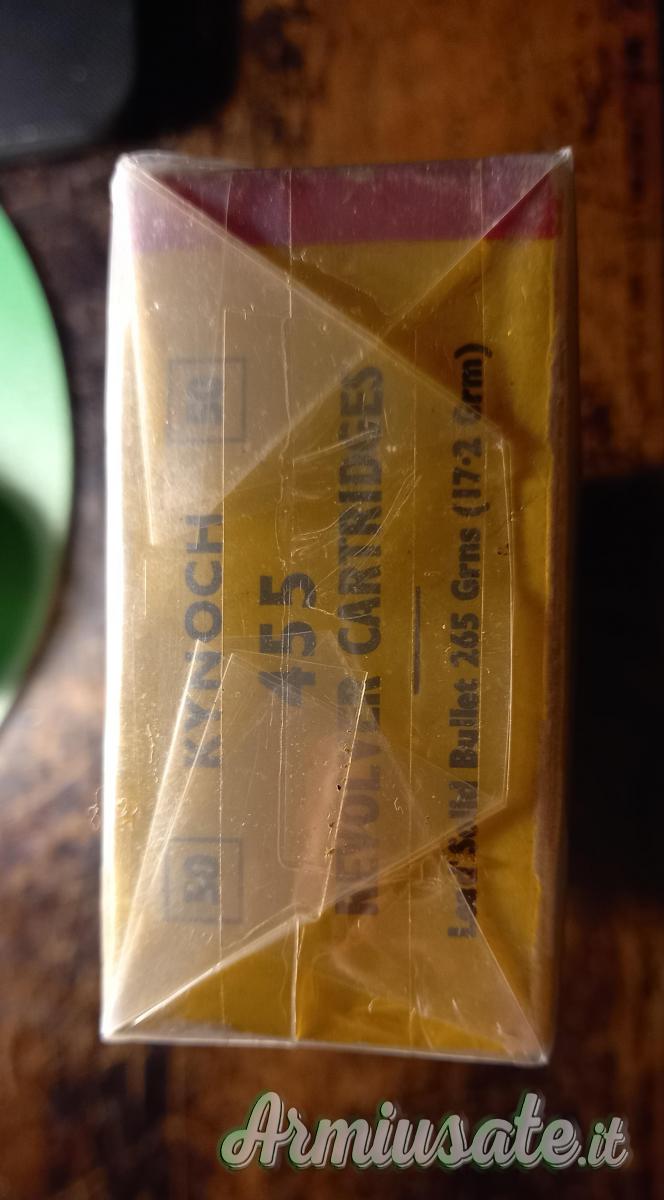 50 KYNOCH 50
455
REVOLVER CARTRIDGES
Lead Solid Bullet 265 Grns (17·2 Grm)
Armiusate.it